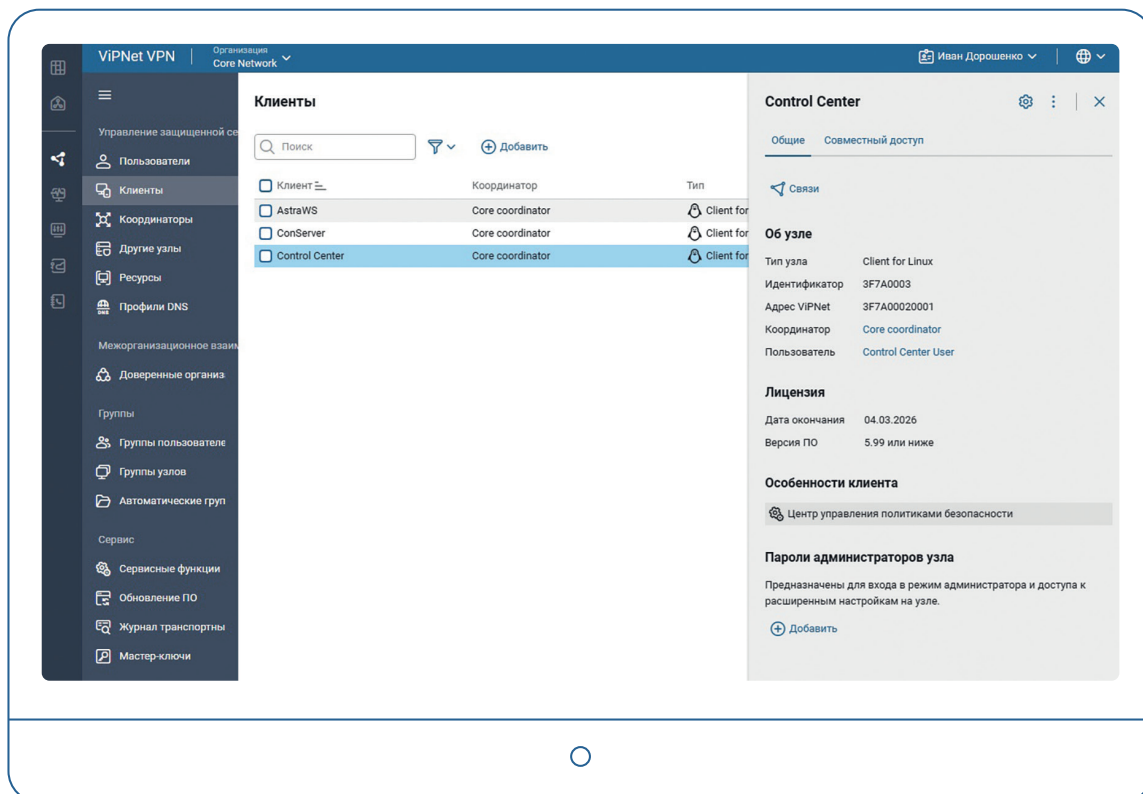 ViPNet VPN
Организация
Core Network
Иван Дорошенко
Управление защищенной се
Пользователи
Клиенты
Координаторы
Другие узлы
Ресурсы
DNS
Профили DNS
Межорганизационное взаим
Доверенные организа
Группы
Группы пользователе
Группы узлов
Автоматические груп
Сервис
Сервисные функции
Обновление ПО
Журнал транспортны
Мастер-ключи
Клиенты
Поиск
Добавить
Клиент Координатор Тип
AstraWS Core coordinator Client for
ConServer Core coordinator Client for
Control Center Core coordinator Client for
Control Center
Общие Совместный доступ
Связи
Об узле
Тип узла Client for Linux
Идентификатор 3F7A0003
Адрес ViPNet 3F7A00020001
Координатор Core coordinator
Пользователь Control Center User
Лицензия
Дата окончания 04.03.2026
Версия ПО 5.99 или ниже
Особенности клиента
Центр управления политиками безопасности
Пароли администраторов узла
Предназначены для входа в режим администратора и доступа к
расширенным настройкам на узле.
Добавить